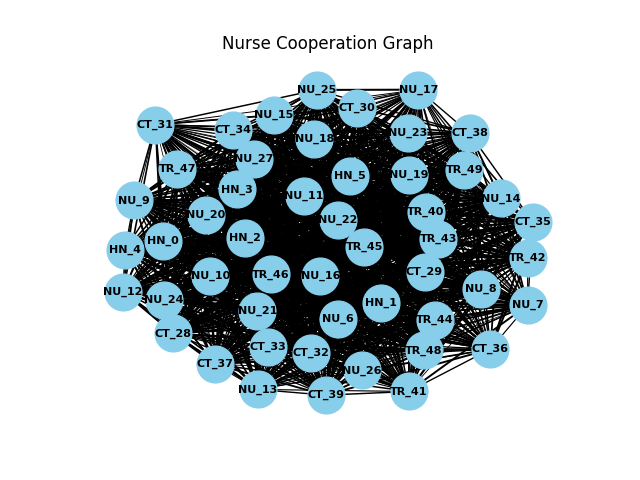 Nurse Cooperation Graph
NU_25
NU_17
CT_30
NU_15
CT_31
CT_34
NU_23
CT_38
NU_18
NU_27
TR_47
TR_49
HN_5
NU_19
HN_3
NU_11
NU_14
NU_9
TR_40
NU_20
NU_22
CT_35
HN_2
TR_43
HN_0
TR_45
HN_4
TR_42
CT_29
TR_46
NU_10
NU_16
NU_8
NU_12
NU_24
HN_1
NU_7
NU_21
NU_6
TR_44
CT_28
CT_33
CT_36
TR_48
CT_32
CT_37
NU_26
NU_13
TR_41
CT_39